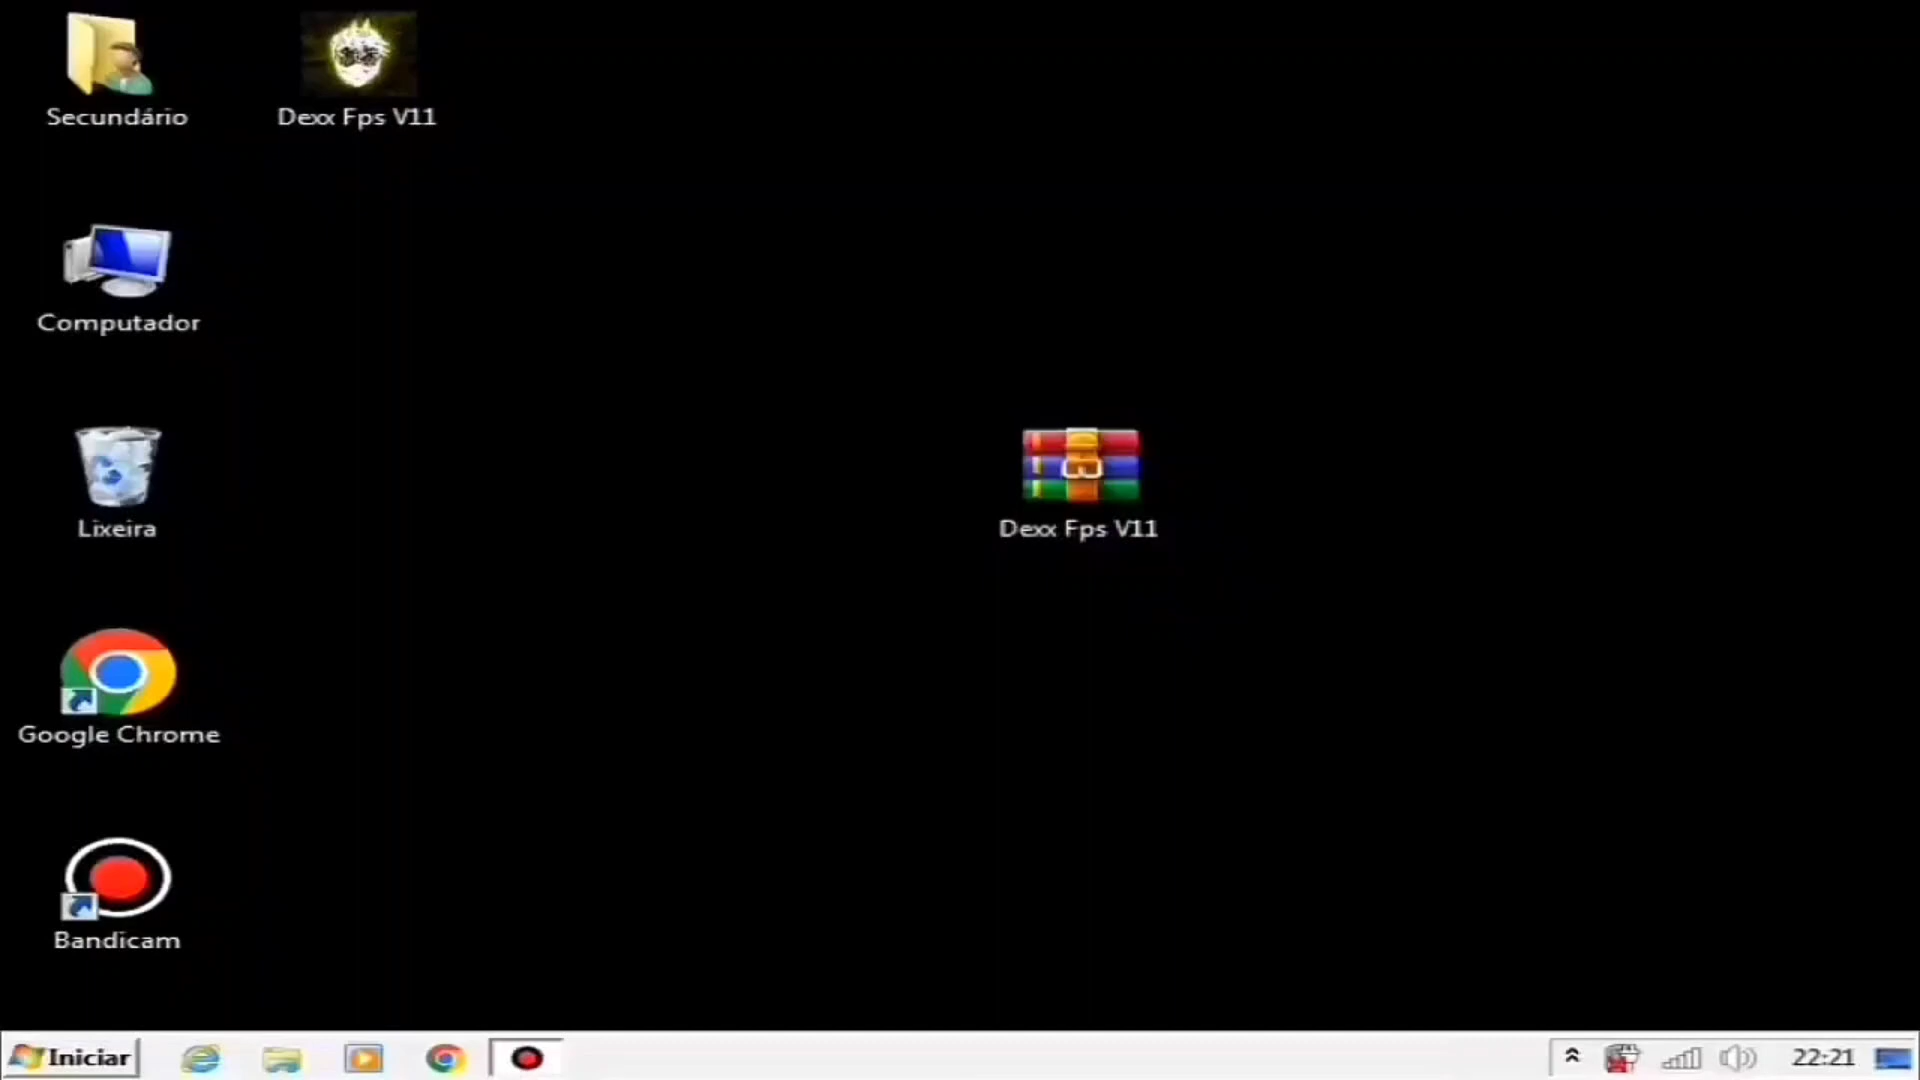 Secundário
Dexx Fps V11
Computador
Lixeira
Dexx Fps V11
Google Chrome
Bandicam
Iniciar
22:21